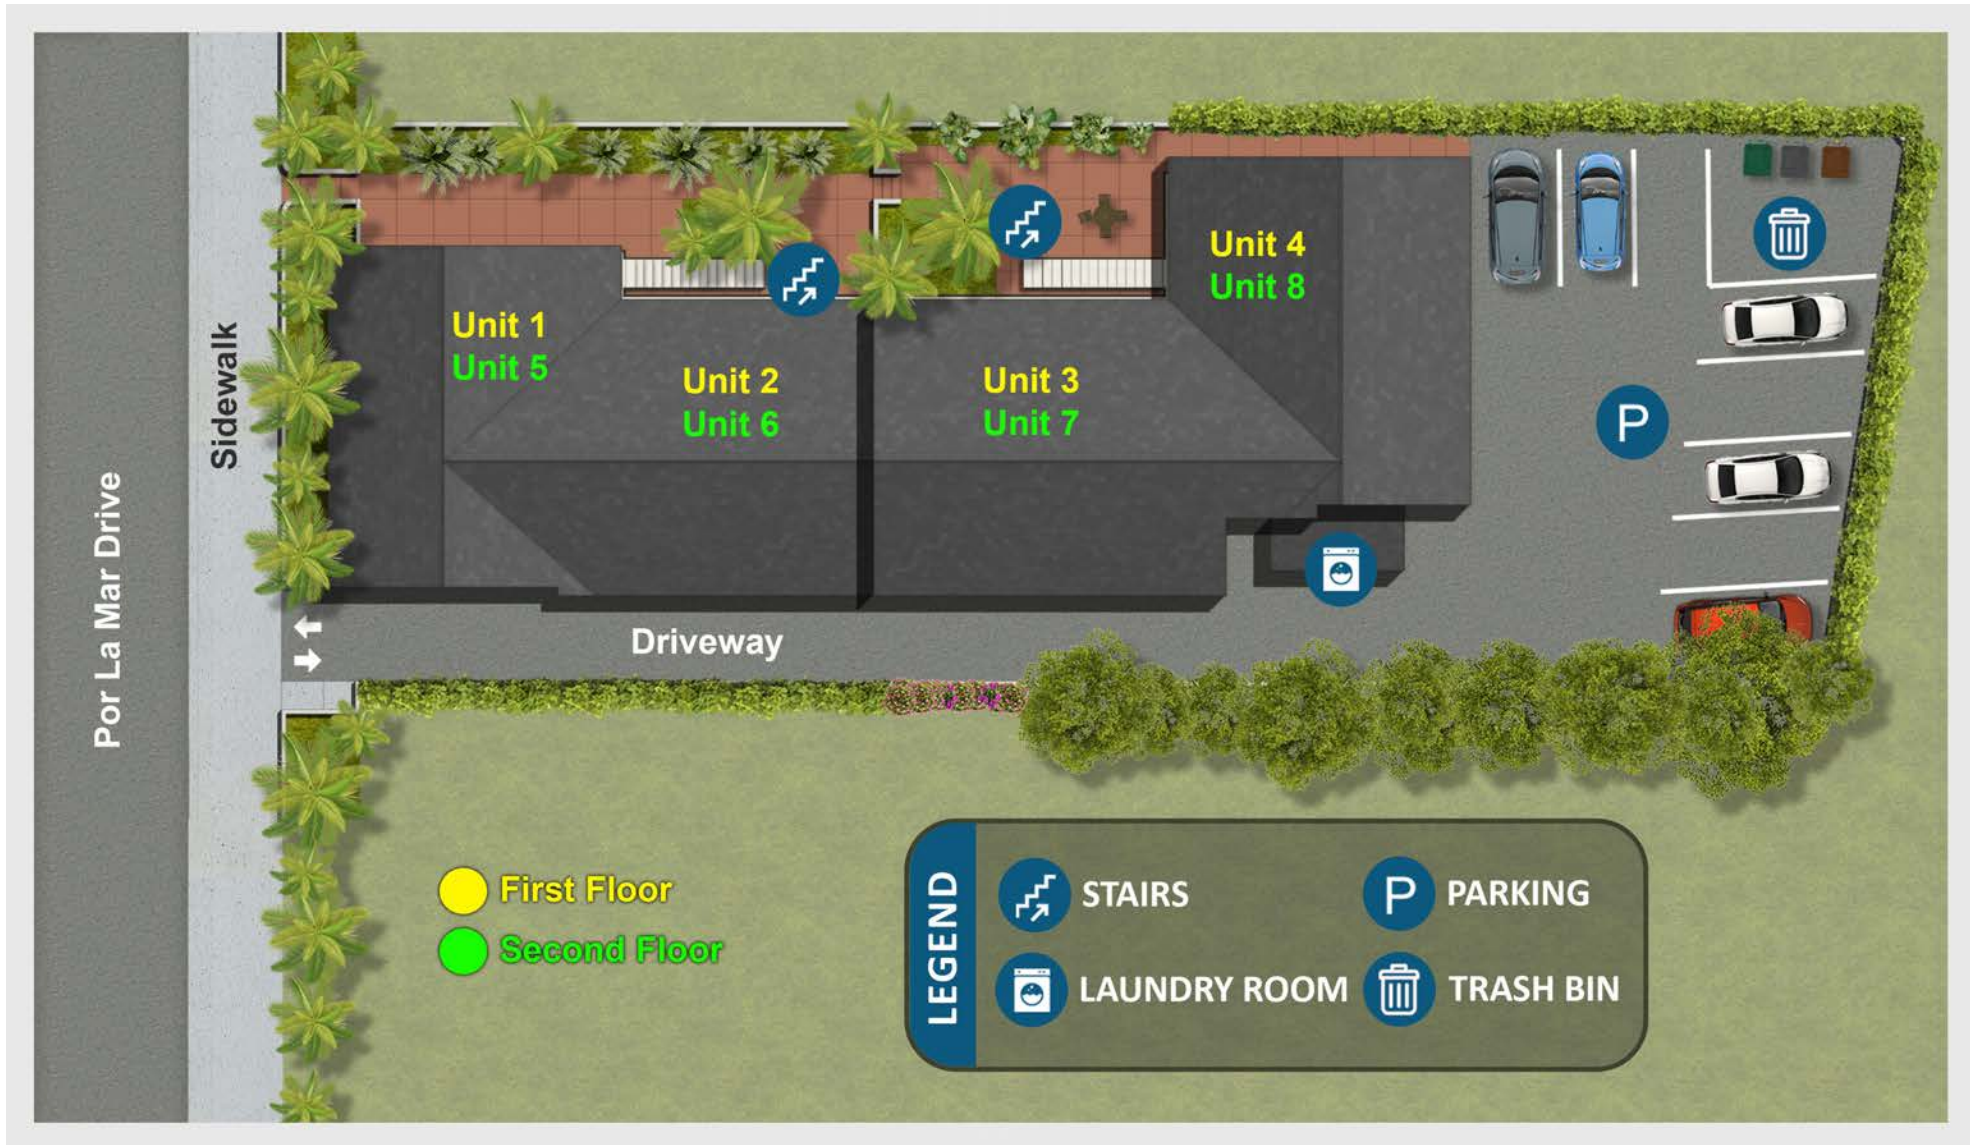 Por La Mar Drive
Sidewalk
Unit 1
Unit 5
Unit 2
Unit 6
Unit 3
Unit 7
Unit 4
Unit 8
P
Driveway
First Floor
Second Floor
LEGEND
STAIRS
P PARKING
LAUNDRY ROOM
TRASH BIN